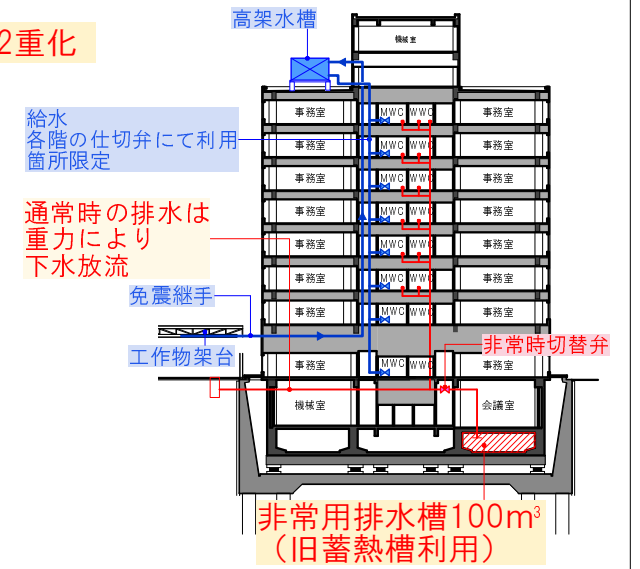 高架水槽
機械室
2重化
給水
各階の仕切弁にて利用
箇所限定
事務室 MWC WWC 事務室
事務室 MWC WWC 事務室
事務室 MWC WWC 事務室
事務室 MWC WWC 事務室
事務室 MWC WWC 事務室
事務室 MWC WWC 事務室
事務室 MWC WWC 事務室
事務室 MWC WWC 事務室
通常時の排水は
重力により
下水放流
免震継手
工作物架台
非常時切替弁
機械室 会議室
非常用排水槽100m³
（旧蓄熱槽利用）